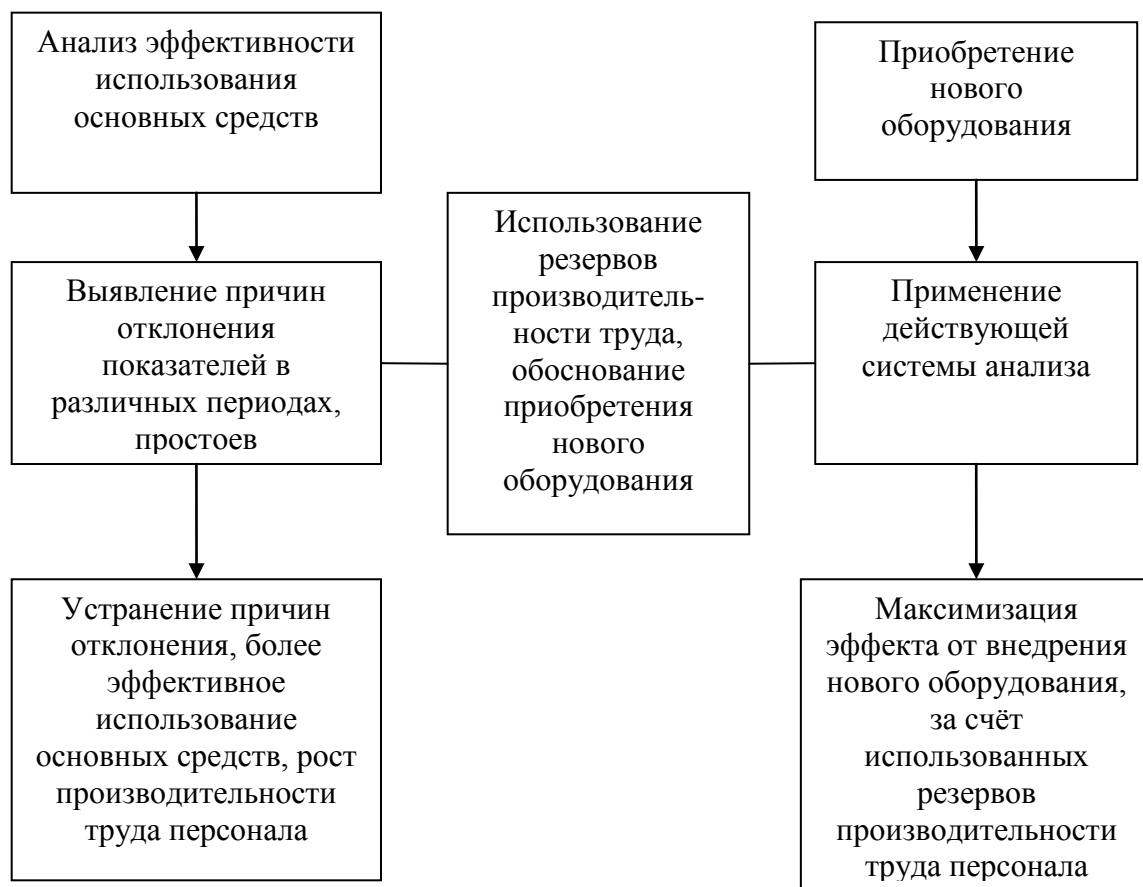 Анализ эффективности
использования
основных средств
Приобретение
нового
оборудования
Выявление причин
отклонения
показателей в
различных периодах,
простоев
Использование
резервов
производитель-
ности труда,
обоснование
приобретения
нового
оборудования
Применение
действующей
системы анализа
Устранение причин
отклонения, более
эффективное
использование
основных средств, рост
производительности
труда персонала
Максимизация
эффекта от внедрения
нового оборудования,
за счёт
использованных
резервов
производительности
труда персонала